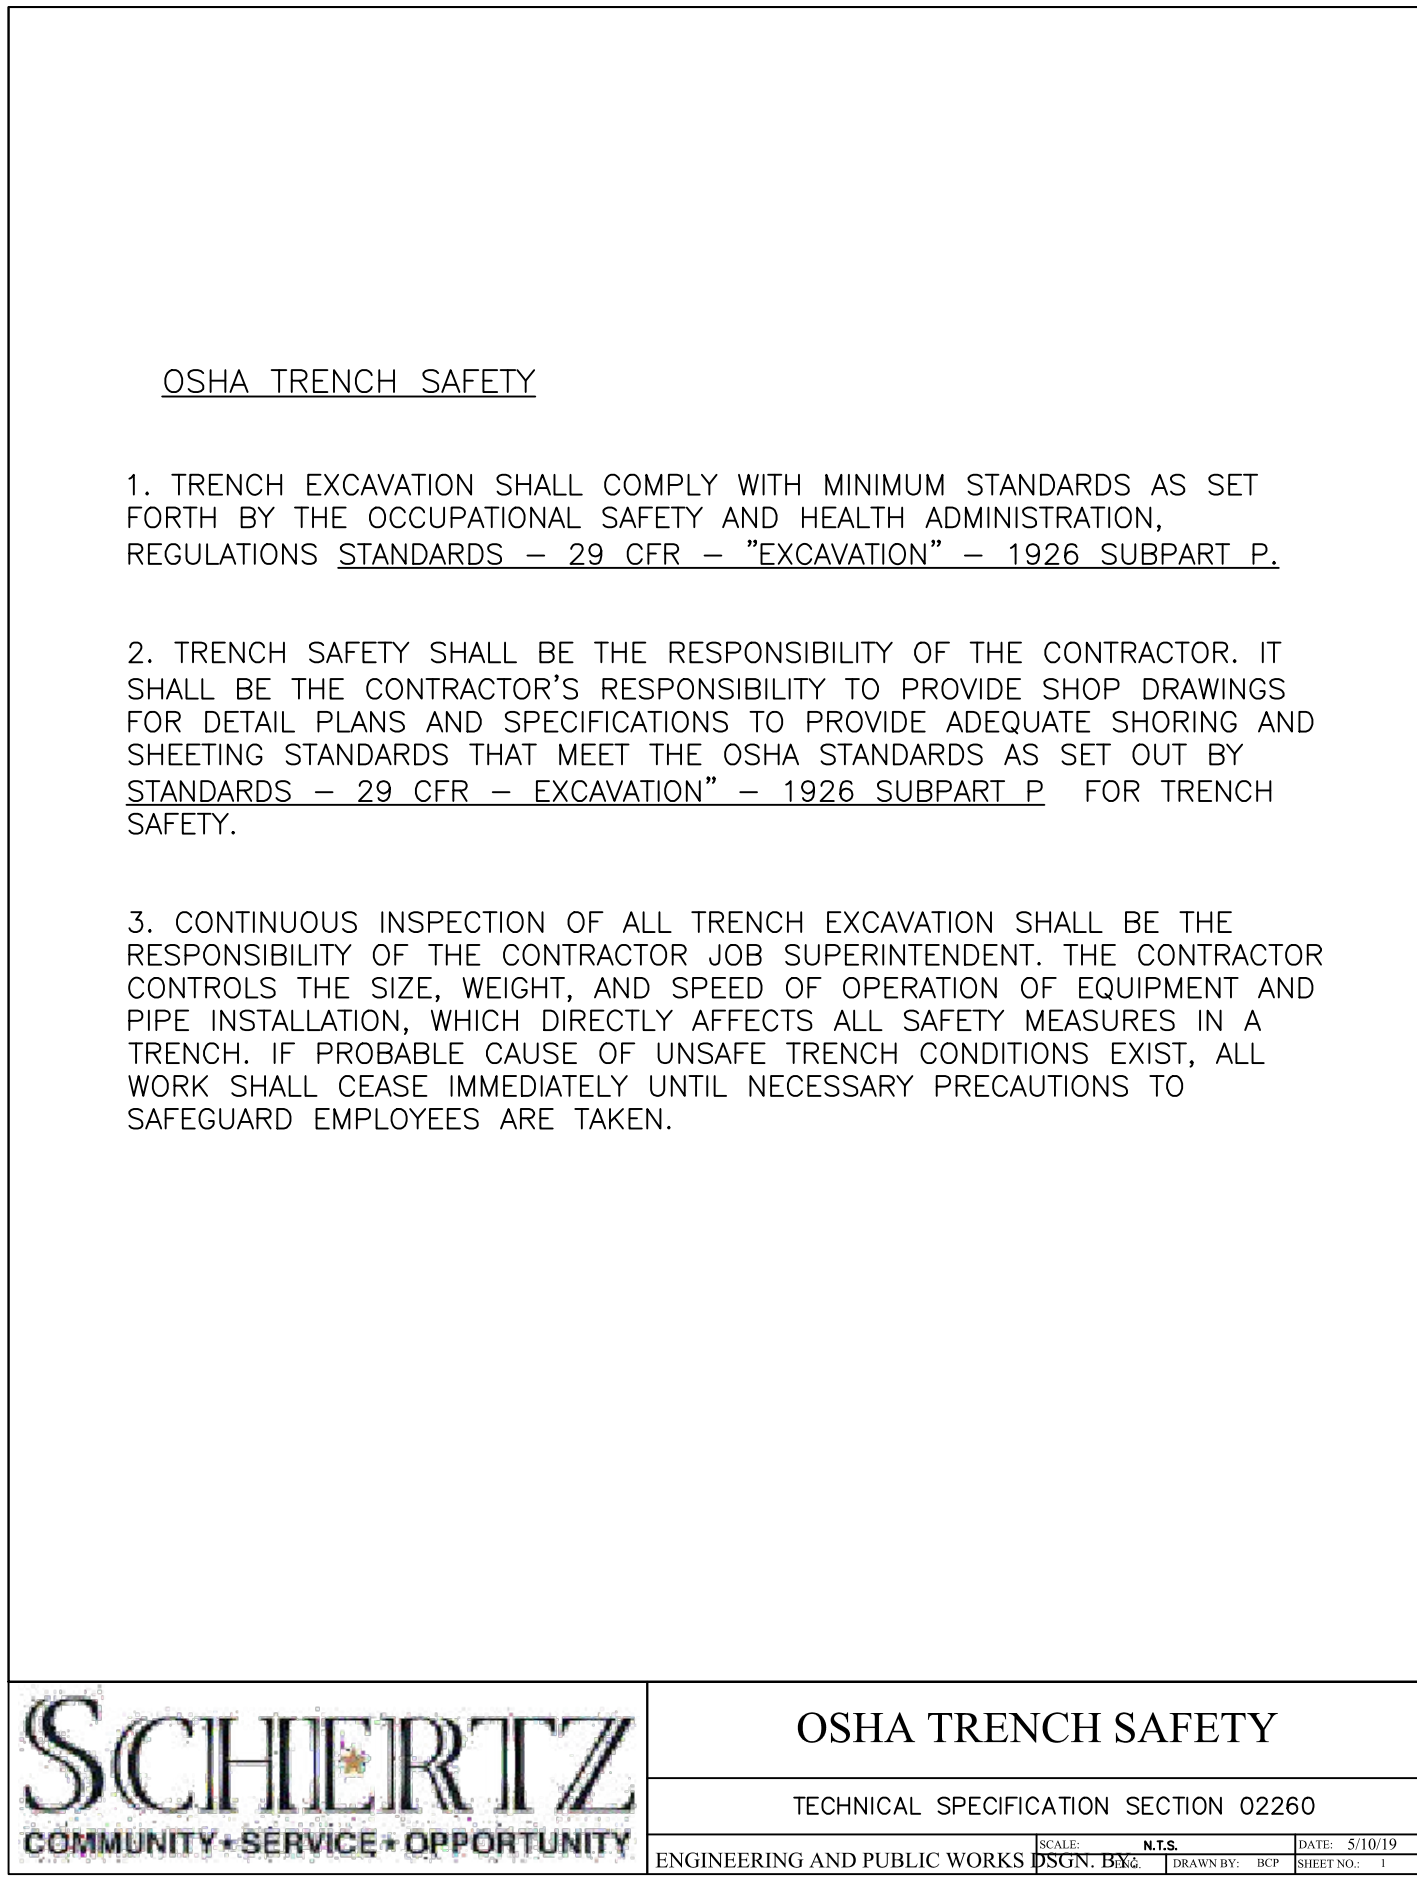 OSHA TRENCH SAFETY
1. TRENCH EXCAVATION SHALL COMPLY WITH MINIMUM STANDARDS AS SET
FORTH BY THE OCCUPATIONAL SAFETY AND HEALTH ADMINISTRATION,
REGULATIONS STANDARDS – 29 CFR – ”EXCAVATION” – 1926 SUBPART P.
2. TRENCH SAFETY SHALL BE THE RESPONSIBILITY OF THE CONTRACTOR. IT
SHALL BE THE CONTRACTOR'S RESPONSIBILITY TO PROVIDE SHOP DRAWINGS
FOR DETAIL PLANS AND SPECIFICATIONS TO PROVIDE ADEQUATE SHORING AND
SHEETING STANDARDS THAT MEET THE OSHA STANDARDS AS SET OUT BY
STANDARDS – 29 CFR – EXCAVATION” – 1926 SUBPART P FOR TRENCH
SAFETY.
3. CONTINUOUS INSPECTION OF ALL TRENCH EXCAVATION SHALL BE THE
RESPONSIBILITY OF THE CONTRACTOR JOB SUPERINTENDENT. THE CONTRACTOR
CONTROLS THE SIZE, WEIGHT, AND SPEED OF OPERATION OF EQUIPMENT AND
PIPE INSTALLATION, WHICH DIRECTLY AFFECTS ALL SAFETY MEASURES IN A
TRENCH. IF PROBABLE CAUSE OF UNSAFE TRENCH CONDITIONS EXIST, ALL
WORK SHALL CEASE IMMEDIATELY UNTIL NECESSARY PRECAUTIONS TO
SAFEGUARD EMPLOYEES ARE TAKEN.
SCHERTZ
COMMUNITY★SERVICE★OPPORTUNITY
OSHA TRENCH SAFETY
TECHNICAL SPECIFICATION SECTION 02260
SCALE: N.T.S. DATE: 5/10/19
ENGINEERING AND PUBLIC WORKS DSGN. BY: ENG. DRAWN BY: BCP SHEET NO.: 1